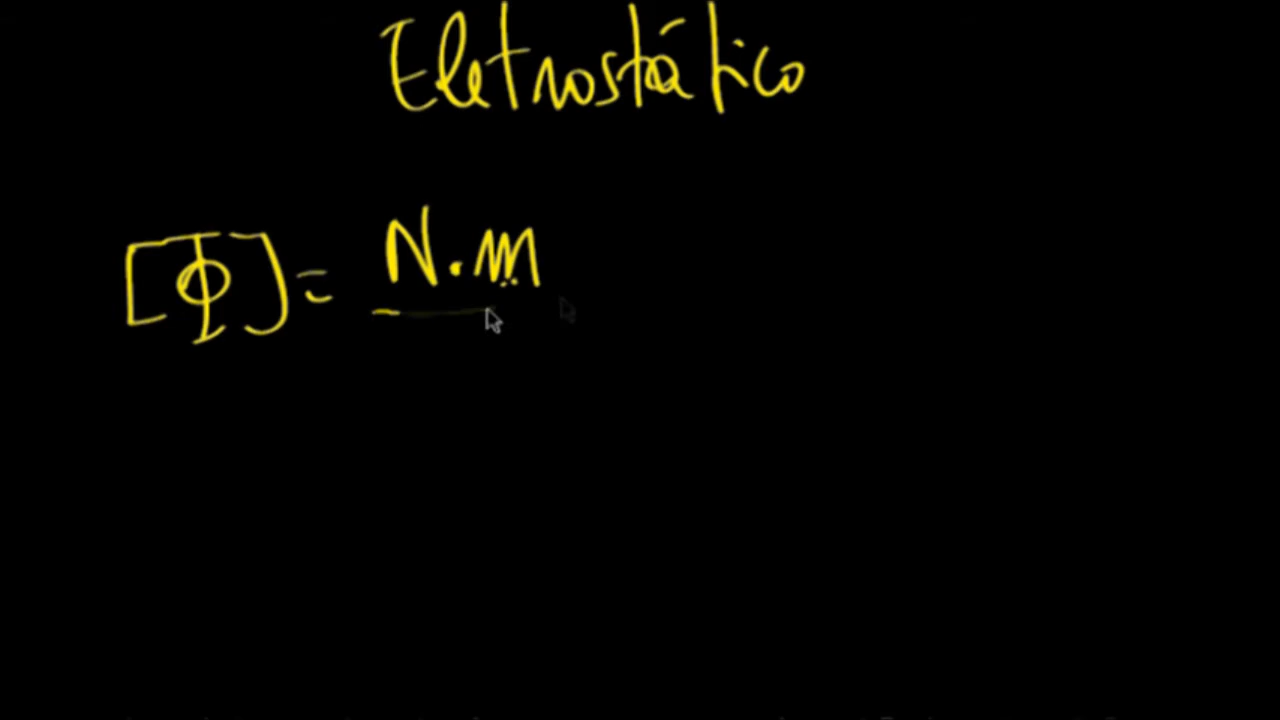 Eletrostático
[Φ] = N.m